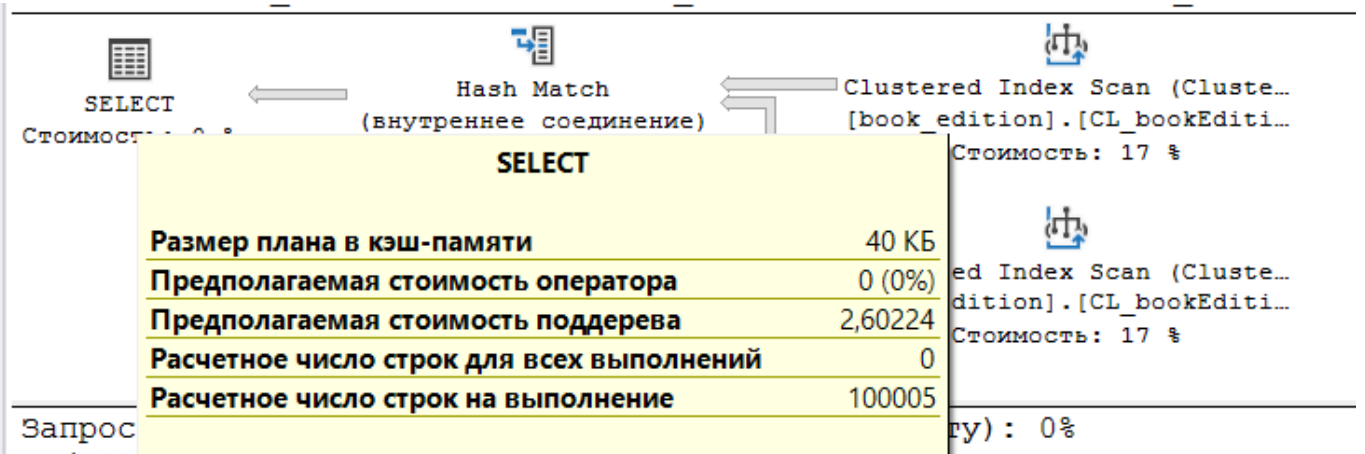 SELECT
Hash Match
(внутреннее соединение)
Clustered Index Scan (Cluste…
[book_edition].[CL_bookEditi…
Стоимость: 17 %
SELECT
Размер плана в кэш-памяти 40 КБ
Предполагаемая стоимость оператора 0 (0%)
Предполагаемая стоимость поддерева 2,60224
Расчетное число строк для всех выполнений 0
Расчетное число строк на выполнение 100005
ed Index Scan (Cluste…
dition].[CL_bookEditi…
Стоимость: 17 %
Запрос
ту): 0%